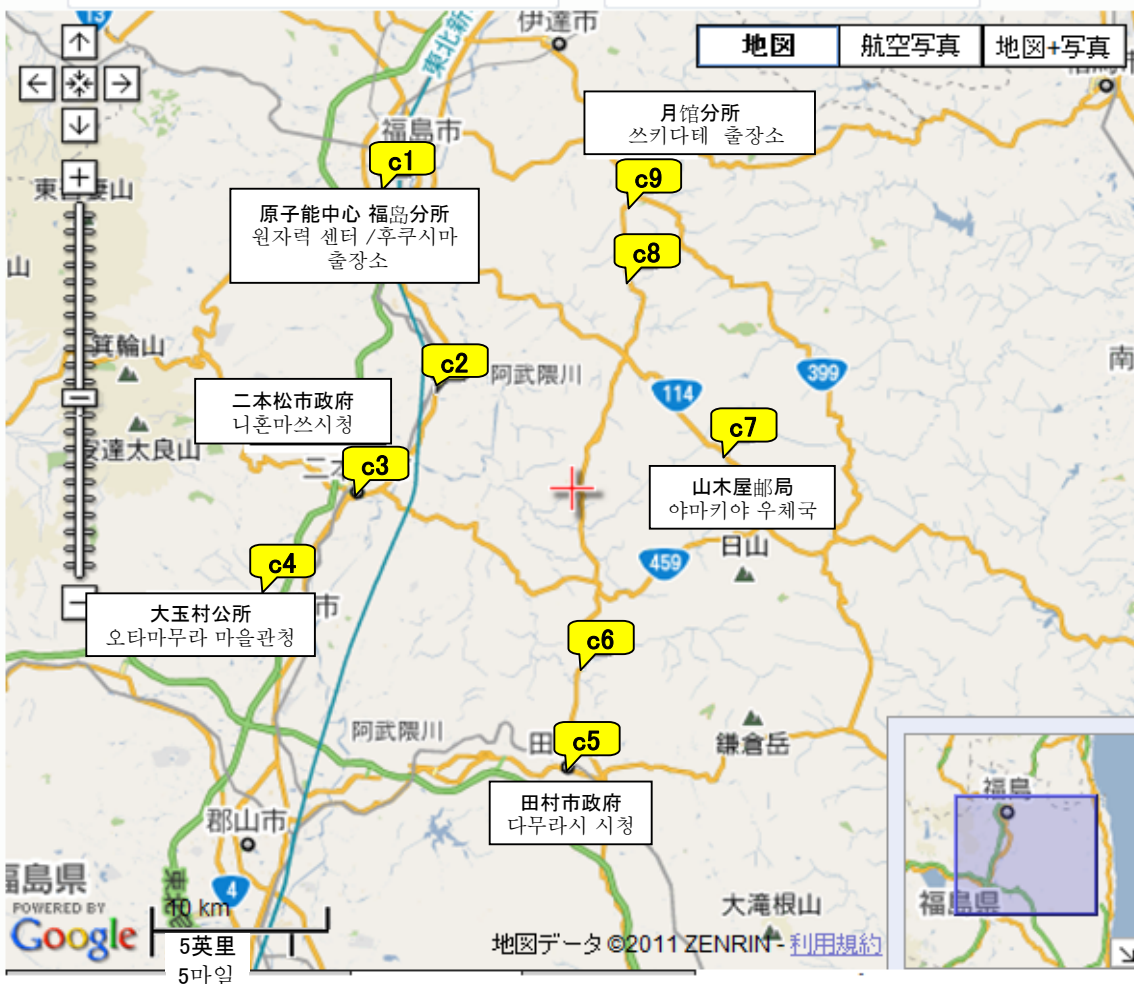 13
伊達市
東北新
地図
航空写真
地図+写真
福島市
月馆分所
쓰키다테 출장소
c1
c9
原子能中心 福岛分所
원자력 센터 /후쿠시마
출장소
c8
山
箕輪山
c2
阿武隈川
南
399
114
二本松市政府
니혼마쓰시청
安達太良山
c7
c3
山木屋邮局
야마키야 우체국
日山
459
c4
市
大玉村公所
오타마무라 마을관청
c6
阿武隈川
田
c5
鎌倉岳
田村市政府
다무라시 시청
郡山市
福島
福島県
福島県
4
POWERED BY
Google
10 km
5英里
5마일
大滝根山
地図データ ©2011 ZENRIN - 利用規約